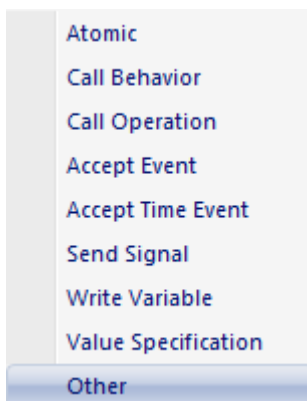 Atomic
Call Behavior
Call Operation
Accept Event
Accept Time Event
Send Signal
Write Variable
Value Specification
Other